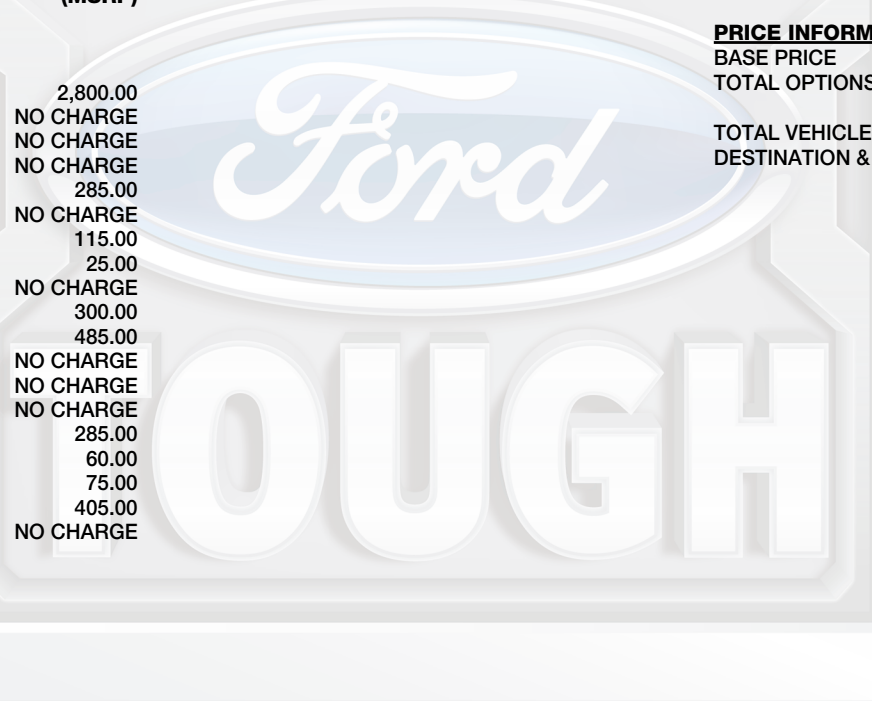 (MSRP)
2,800.00
NO CHARGE
NO CHARGE
NO CHARGE
285.00
NO CHARGE
115.00
25.00
NO CHARGE
300.00
485.00
NO CHARGE
NO CHARGE
NO CHARGE
285.00
60.00
75.00
405.00
NO CHARGE
PRICE INFORM
BASE PRICE
TOTAL OPTIONS
TOTAL VEHICLE
DESTINATION &
Ford
TOUGH